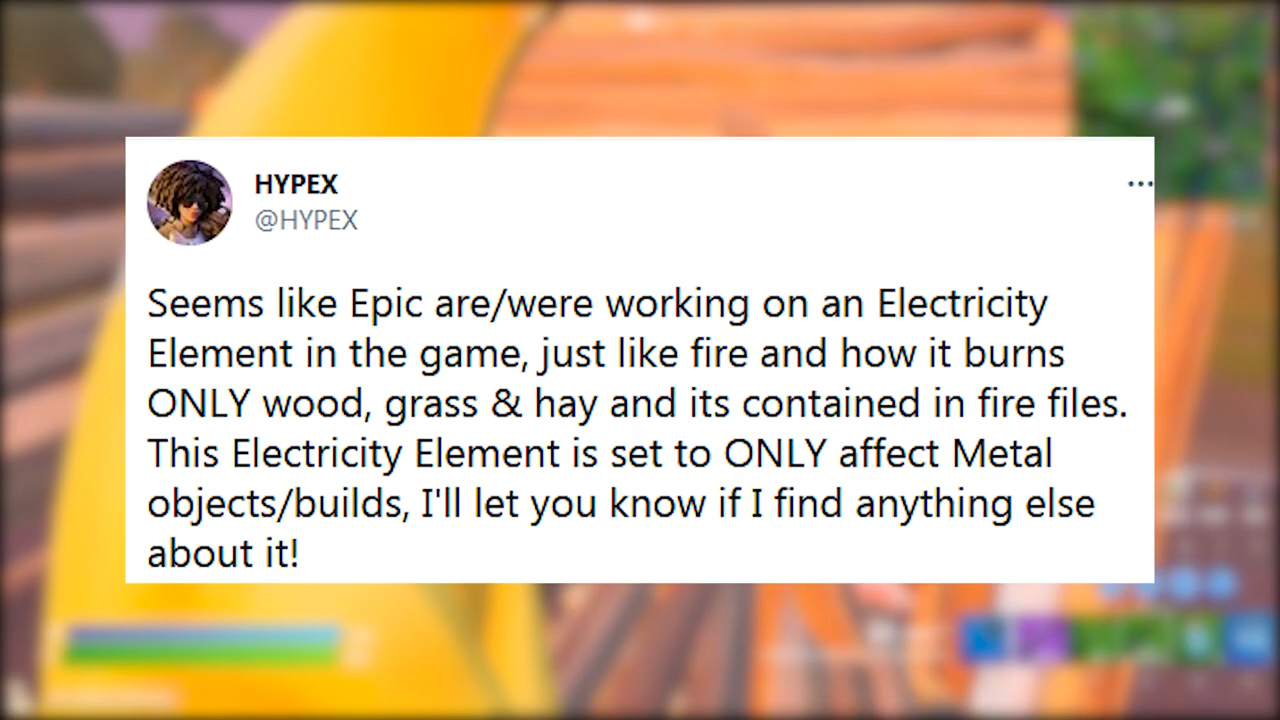 HYPEX
@HYPEX
Seems like Epic are/were working on an Electricity
Element in the game, just like fire and how it burns
ONLY wood, grass & hay and its contained in fire files.
This Electricity Element is set to ONLY affect Metal
objects/builds, I'll let you know if I find anything else
about it!